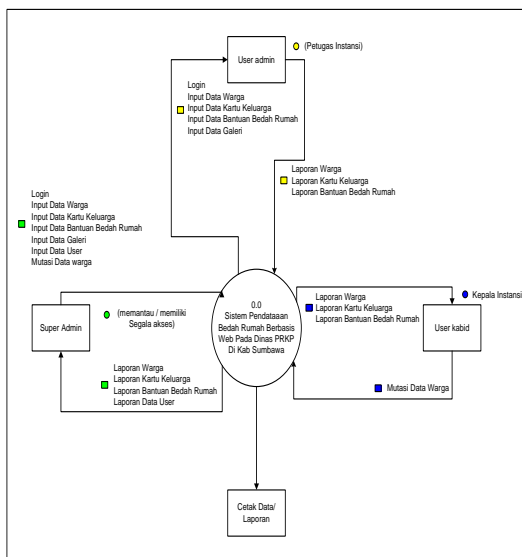 User admin
(Petugas Instansi)
Login
Input Data Warga
Input Data Kartu Keluarga
Input Data Bantuan Bedah Rumah
Input Data Galeri
Laporan Warga
Laporan Kartu Keluarga
Laporan Bantuan Bedah Rumah
Login
Input Data Warga
Input Data Kartu Keluarga
Input Data Bantuan Bedah Rumah
Input Data Galeri
Input Data User
Mutasi Data warga
Super Admin
(memantau / memiliki
Segala akses)
0.0
Sistem Pendataaan
Bedah Rumah Berbasis
Web Pada Dinas PRKP
Di Kab Sumbawa
Laporan Warga
Laporan Kartu Keluarga
Laporan Bantuan Bedah Rumah
Kepala Instansi
User kabid
Laporan Warga
Laporan Kartu Keluarga
Laporan Bantuan Bedah Rumah
Laporan Data User
Mutasi Data Warga
Cetak Data/
Laporan